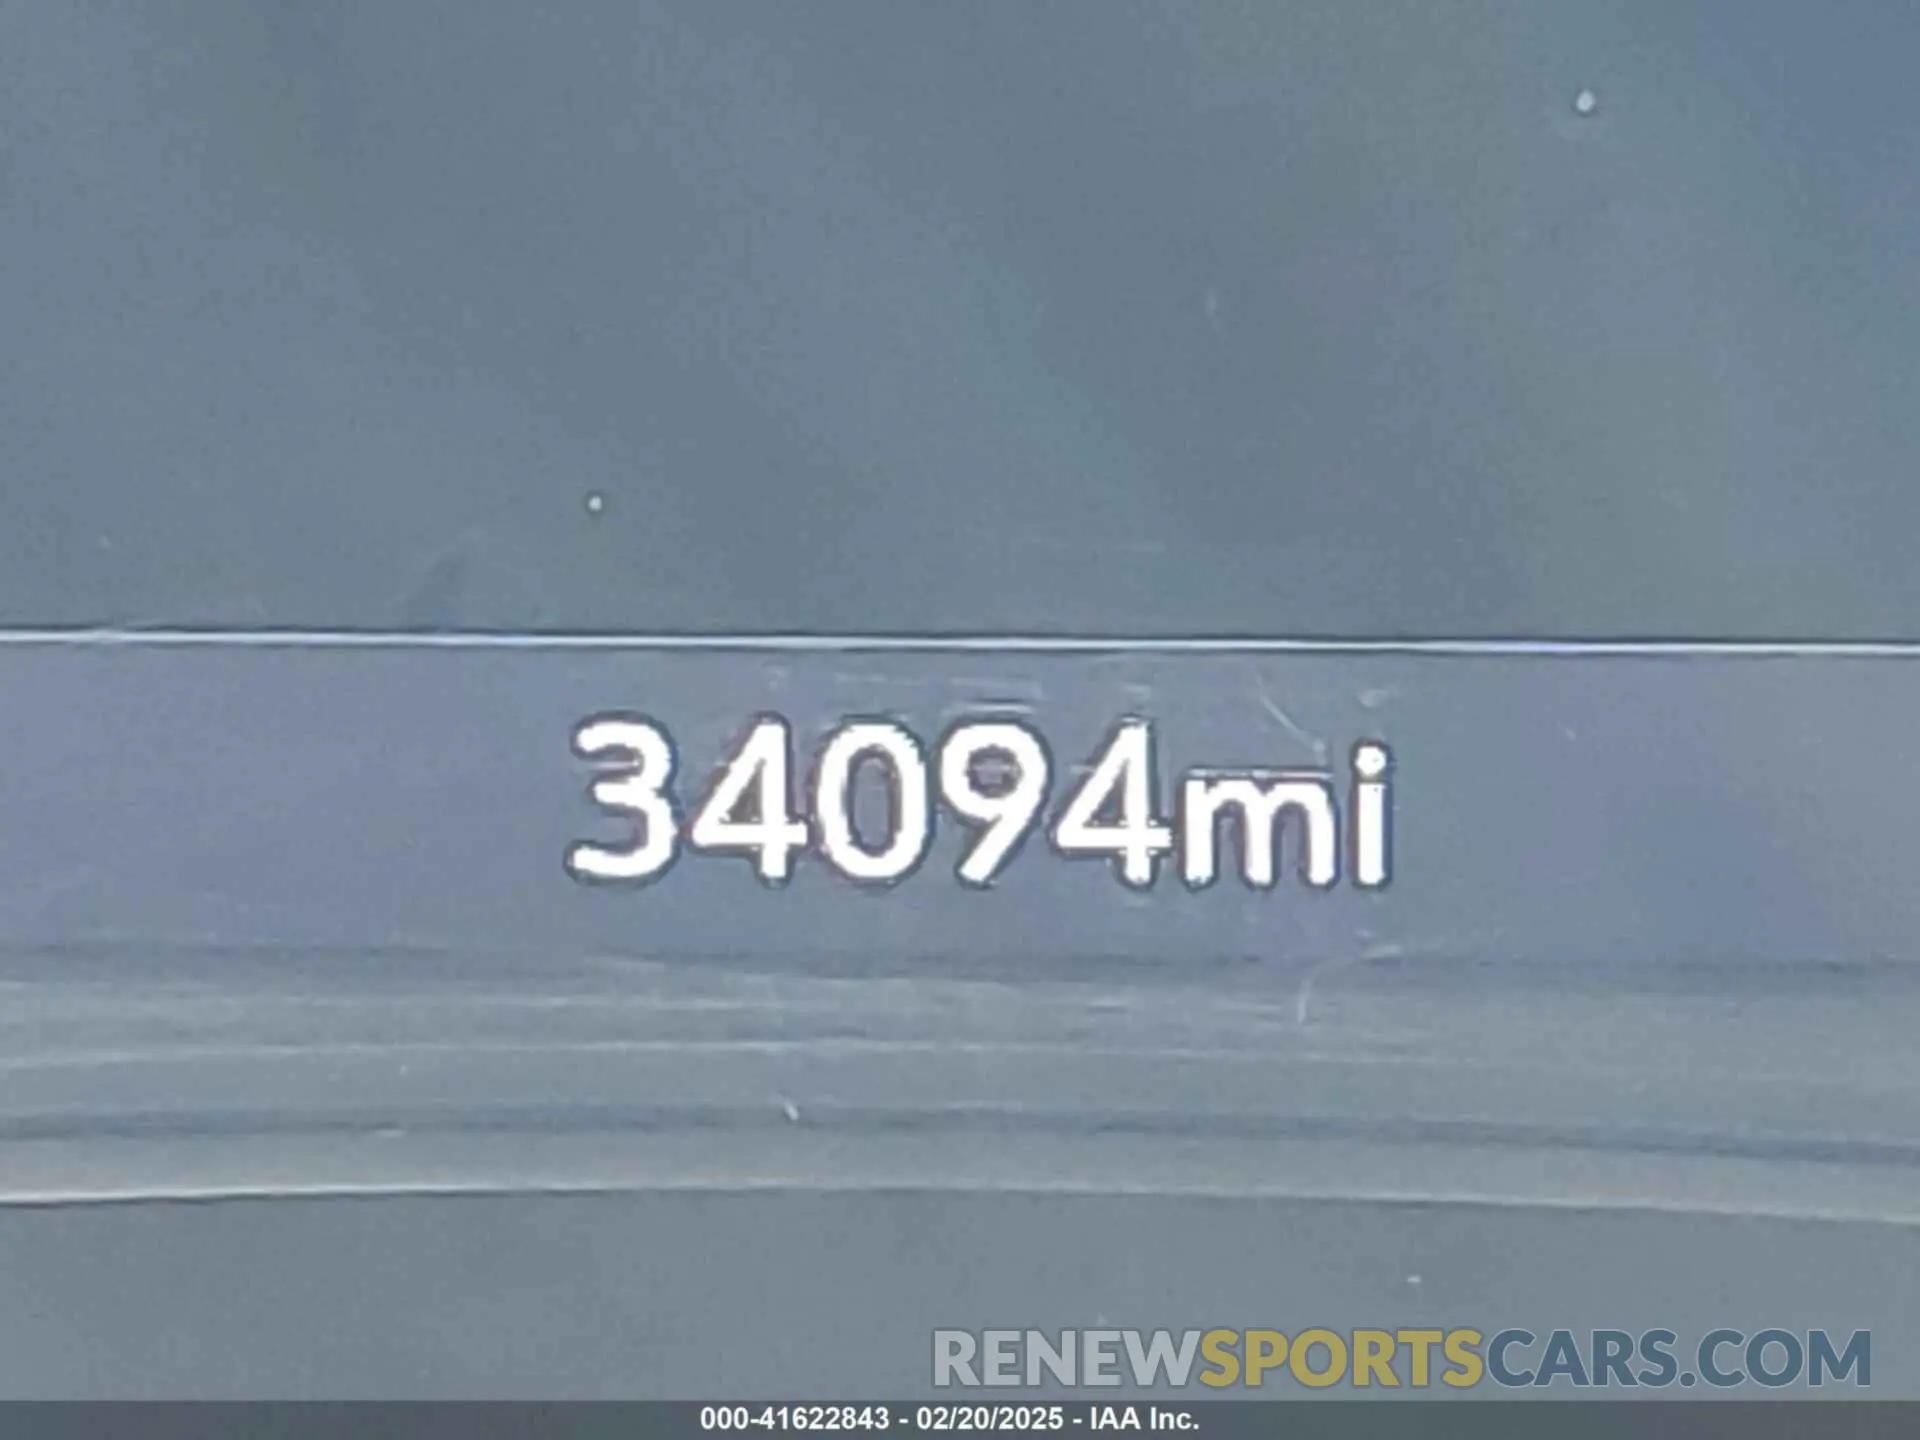 34094mi
RENEWSPORTSCARS.COM
000-41622843 - 02/20/2025 - IAA Inc.